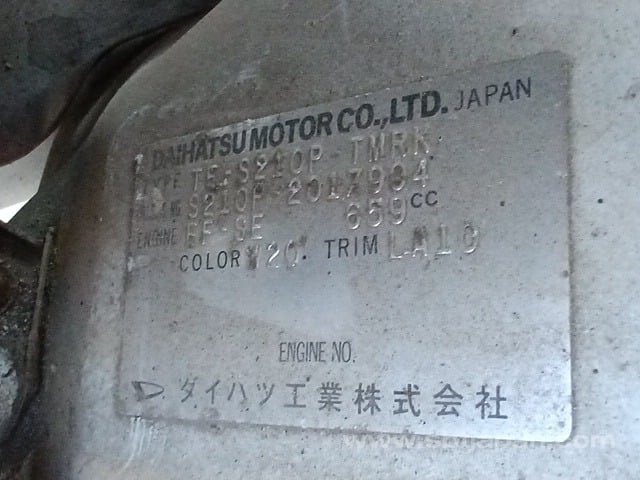 DAIHATSU MOTOR CO.,LTD. JAPAN
TYPE TE-S210P-TMRK
S210P-2017984
ENGINE EF-SE 659 CC
COLOR W20 TRIM LA10
ENGINE NO.
ダイハツ工業株式会社